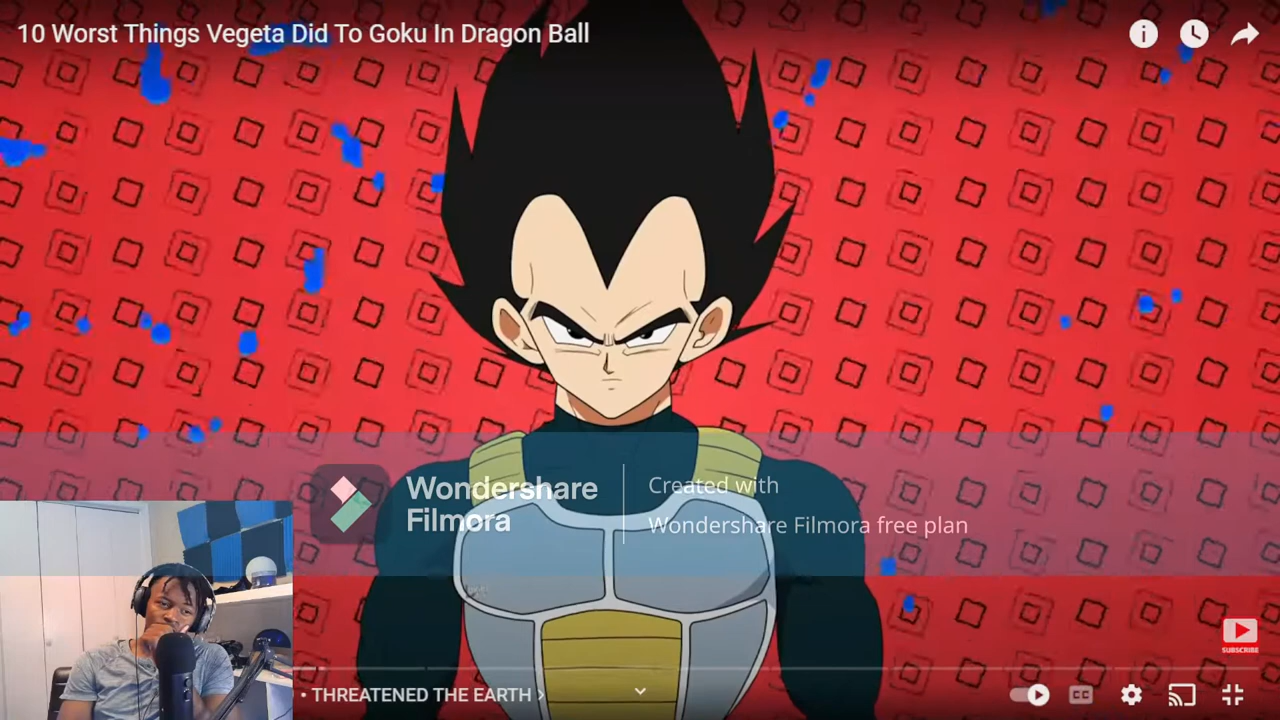 10 Worst Things Vegeta Did To Goku In Dragon Ball
Wondershare
Filmora
Created with
Wondershare Filmora free plan
SUBSCRIBE
• THREATENED THE EARTH ›
CC